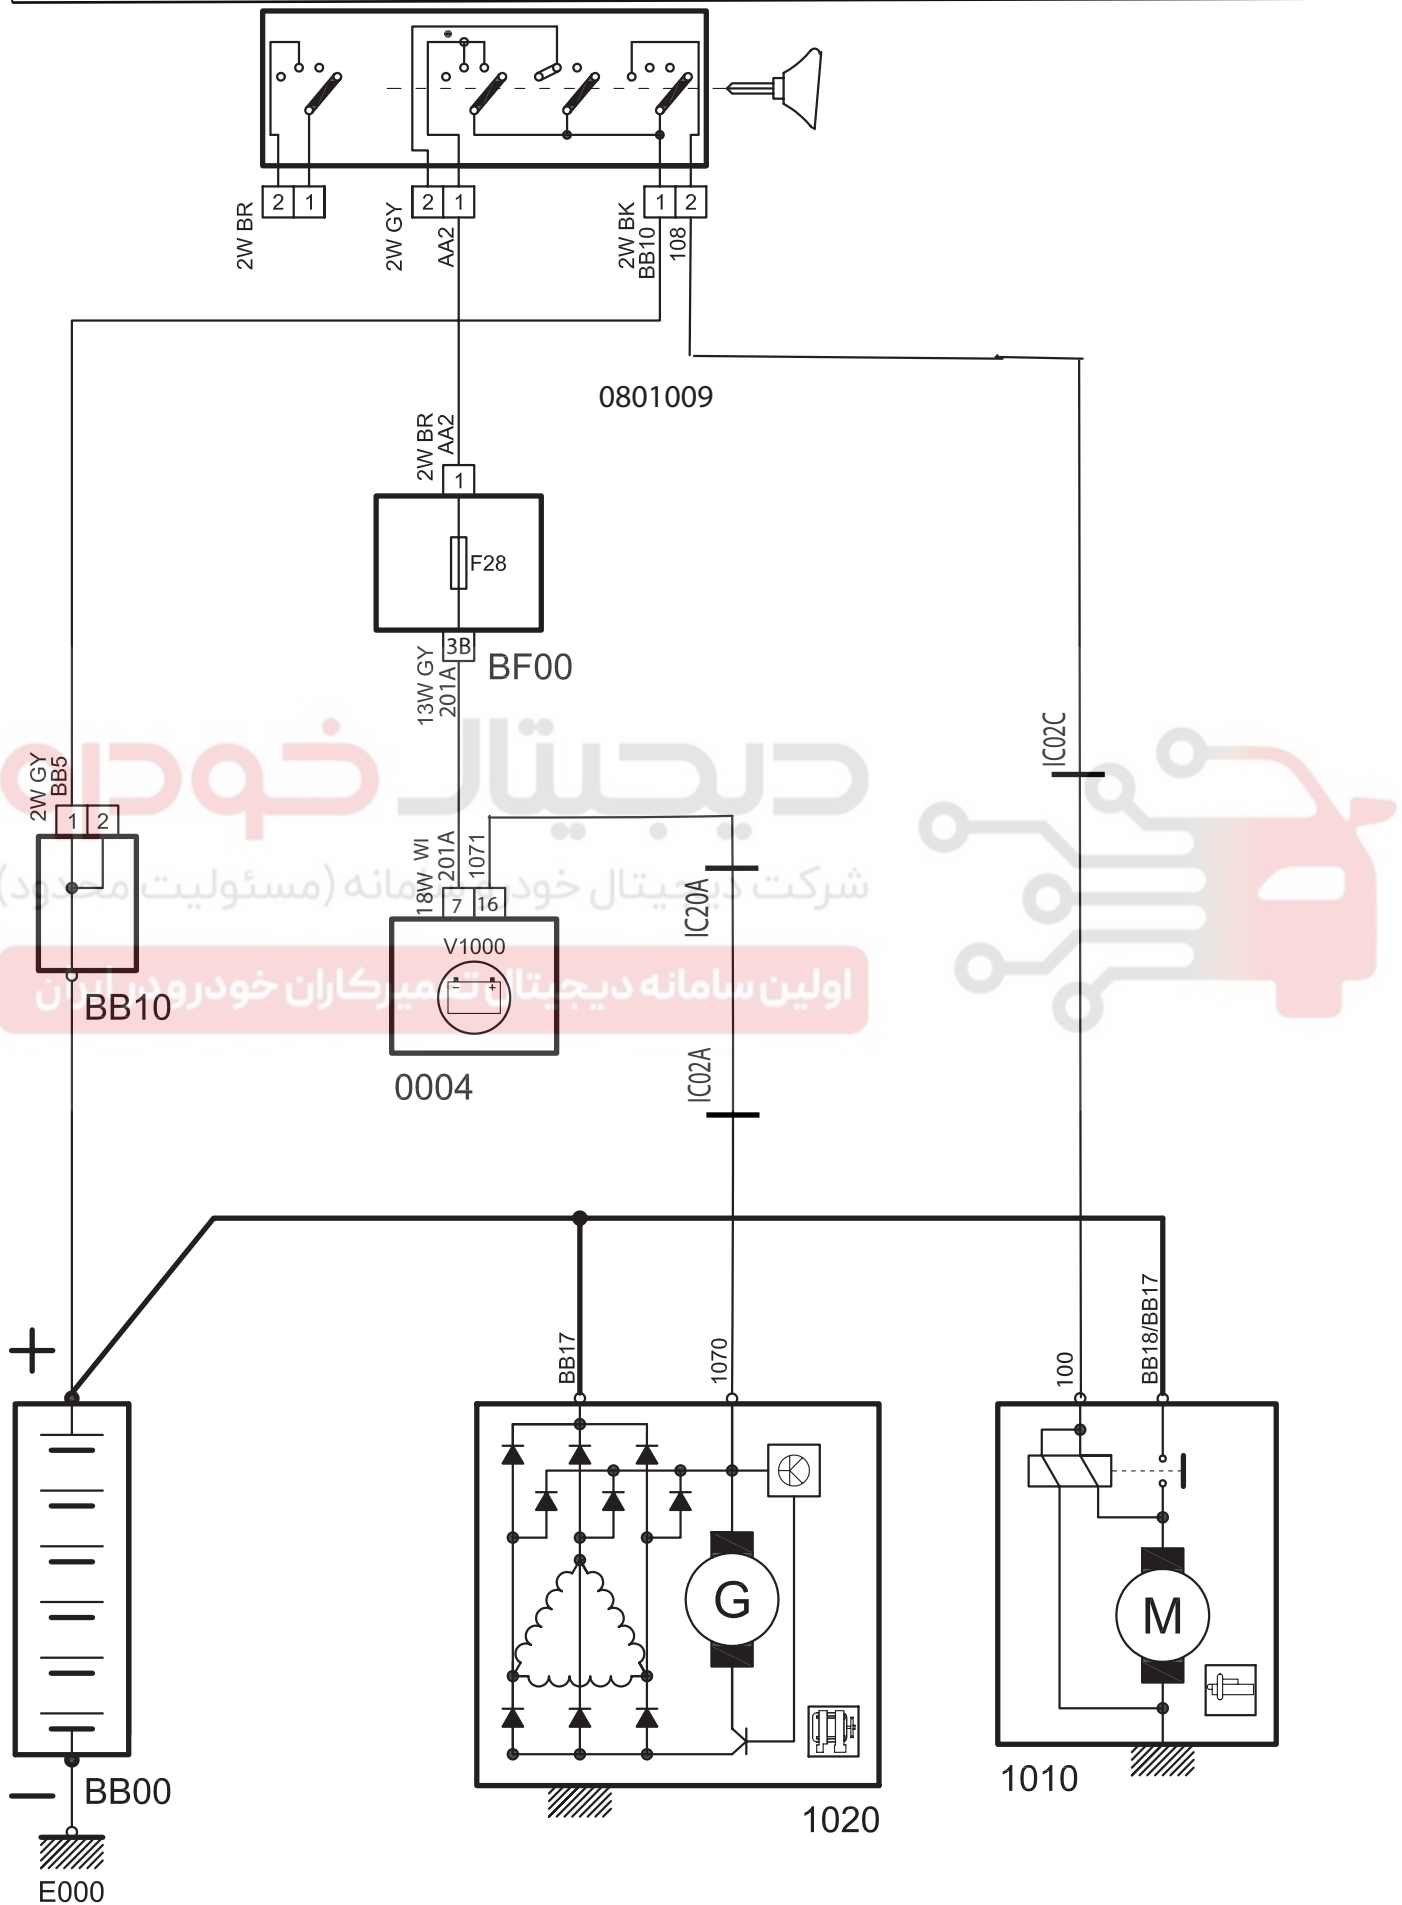 2 1
2 1
1 2
2W BR
2W GY
AA2
2W BK
BB10
108
0801009
2W BR
AA2
1
F28
3B
BF00
13W GY
201A
IC02C
دیجیتال خودرو
2W GY
BB5
1 2
18W WI
201A
1071
شرکت دیجیتال خودرو سامانه (مسئولیت محدود)
7 16
IC20A
V1000
- +
اولین سامانه دیجیتال تعمیرکاران خودرو در ایران
BB10
0004
IC02A
BB17
1070
100
BB18/BB17
+
G
M
1010
−
BB00
1020
E000